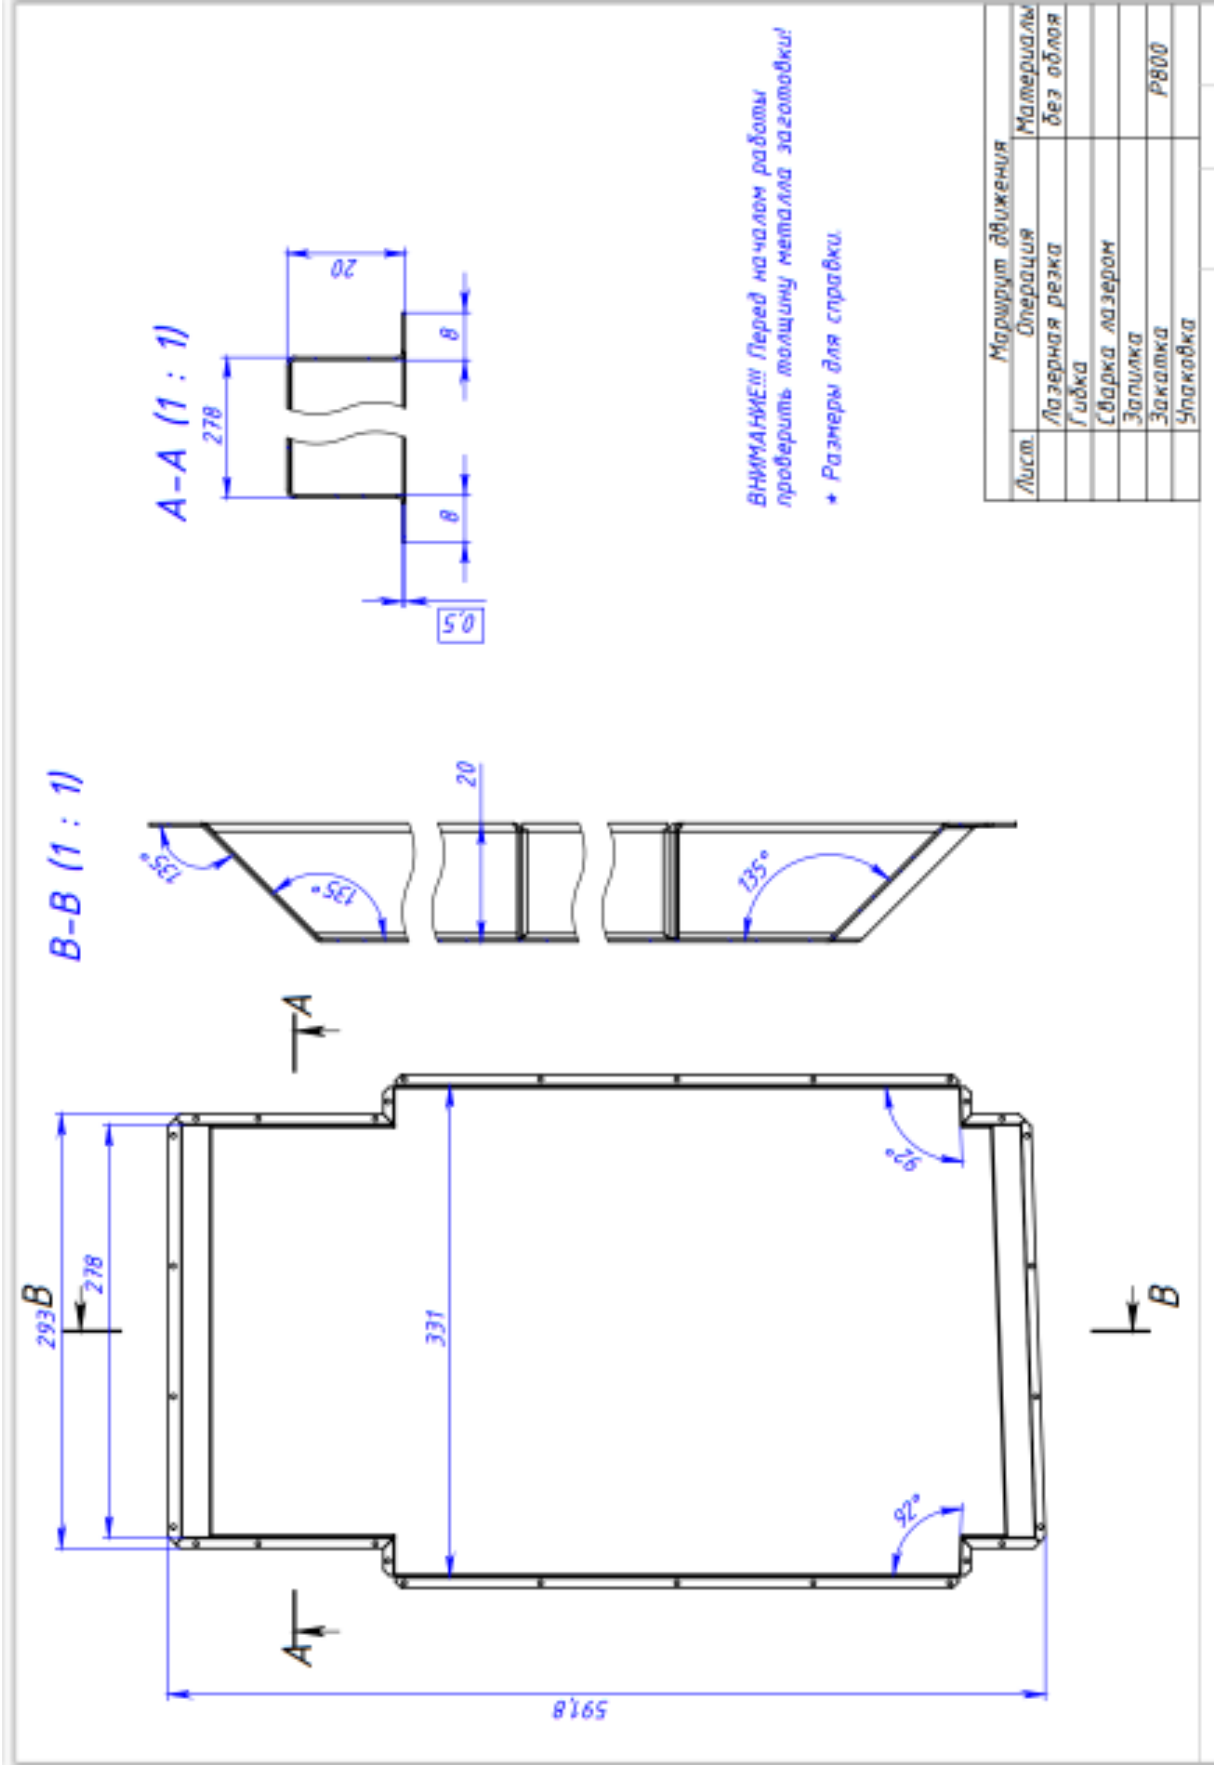 В-В (1 : 1)
А-А (1 : 1)
135°
135°
135°
20
278
20
8
8
0,5
В
293
278
А
А
331
92°
92°
591,8
В
ВНИМАНИЕ!!! Перед началом работы
проверить толщину металла заготовки!
* Размеры для справки.
Маршрут движения
Лист. Операция Материалы
Лазерная резка без облоя
Гибка
Сварка лазером
Запилка
Закатка Р800
Упаковка